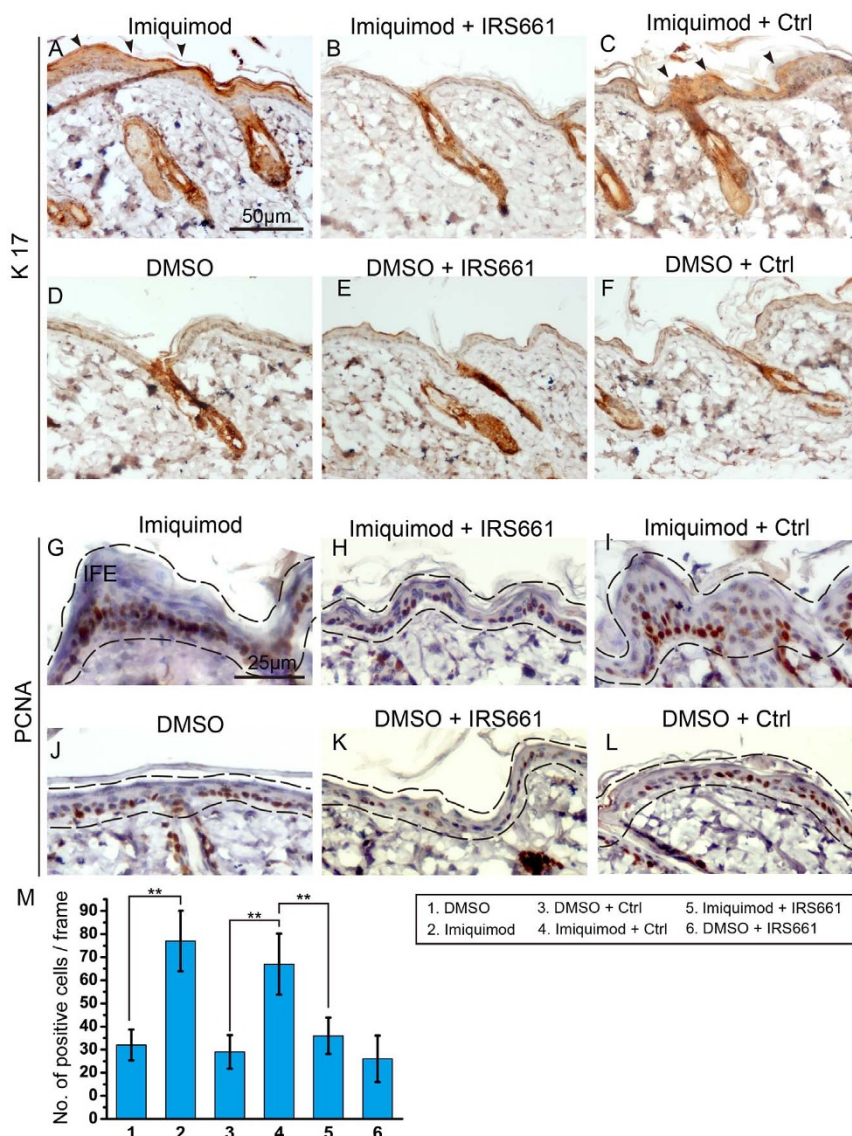 Imiquimod Imiquimod + IRS661 Imiquimod + Ctrl
A B C
50µm
K 17
DMSO DMSO + IRS661 DMSO + Ctrl
D E F
Imiquimod Imiquimod + IRS661 Imiquimod + Ctrl
G H I
IFE
25µm
PCNA
DMSO DMSO + IRS661 DMSO + Ctrl
J K L
M
** ** **
No. of positive cells / frame
90
80
70
60
50
40
30
20
10
0
1 2 3 4 5 6
1. DMSO 3. DMSO + Ctrl 5. Imiquimod + IRS661
2. Imiquimod 4. Imiquimod + Ctrl 6. DMSO + IRS661